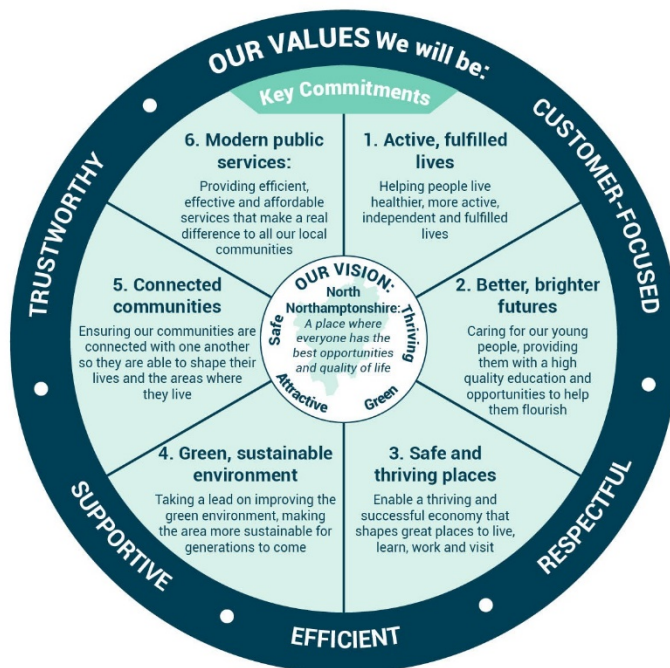 OUR VALUES We will be:
CUSTOMER-FOCUSED
RESPECTFUL
EFFICIENT
SUPPORTIVE
TRUSTWORTHY
Key Commitments
1. Active, fulfilled
lives
Helping people live
healthier, more active,
independent and fulfilled
lives
2. Better, brighter
futures
Caring for our young
people, providing
them with a high
quality education and
opportunities to help
them flourish
3. Safe and
thriving places
Enable a thriving and
successful economy that
shapes great places to live,
learn, work and visit
4. Green, sustainable
environment
Taking a lead on improving the
green environment, making
the area more sustainable for
generations to come
5. Connected
communities
Ensuring our communities are
connected with one another
so they are able to shape their
lives and the areas where
they live
6. Modern public
services:
Providing efficient,
effective and affordable
services that make a real
difference to all our local
communities
OUR VISION:
North
Northamptonshire:
A place where
everyone has the
best opportunities
and quality of life
Safe
Thriving
Attractive
Green